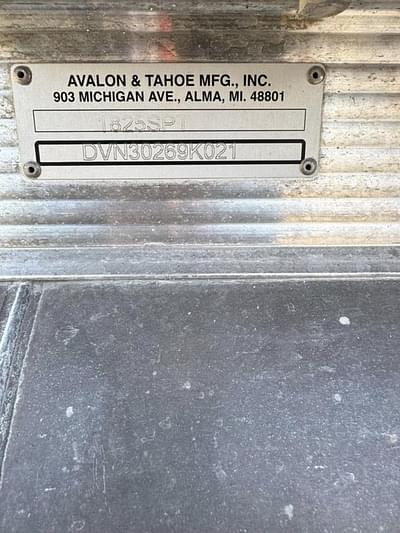 AVALON & TAHOE MFG., INC.
903 MICHIGAN AVE., ALMA, MI. 48801
DVN30269K021